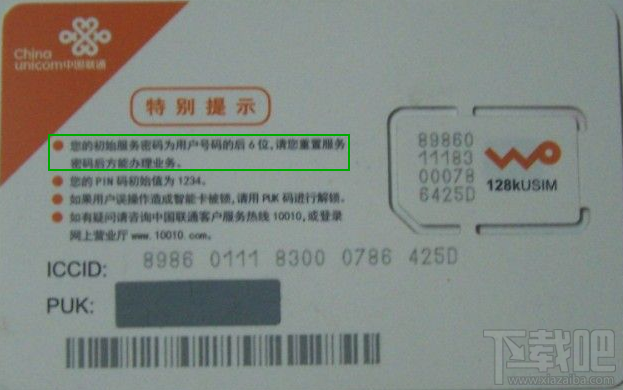 China
unicom中国联通
特别提示
您的初始服务密码为用户号码的后6位,请您重置服务
密码后方能办理业务。
您的PIN码初始值为1234。
如果用户误操作造成智能卡被锁,请用PUK码进行解锁。
如有疑问请咨询中国联通客户服务热线10010,或登录
网上营业厅www.10010.com。
89860
11183
00078
6425D
WO
128kUSIM
ICCID: 8986 0111 8300 0786 425D
PUK:
下载吧
www.xiazaiba.com